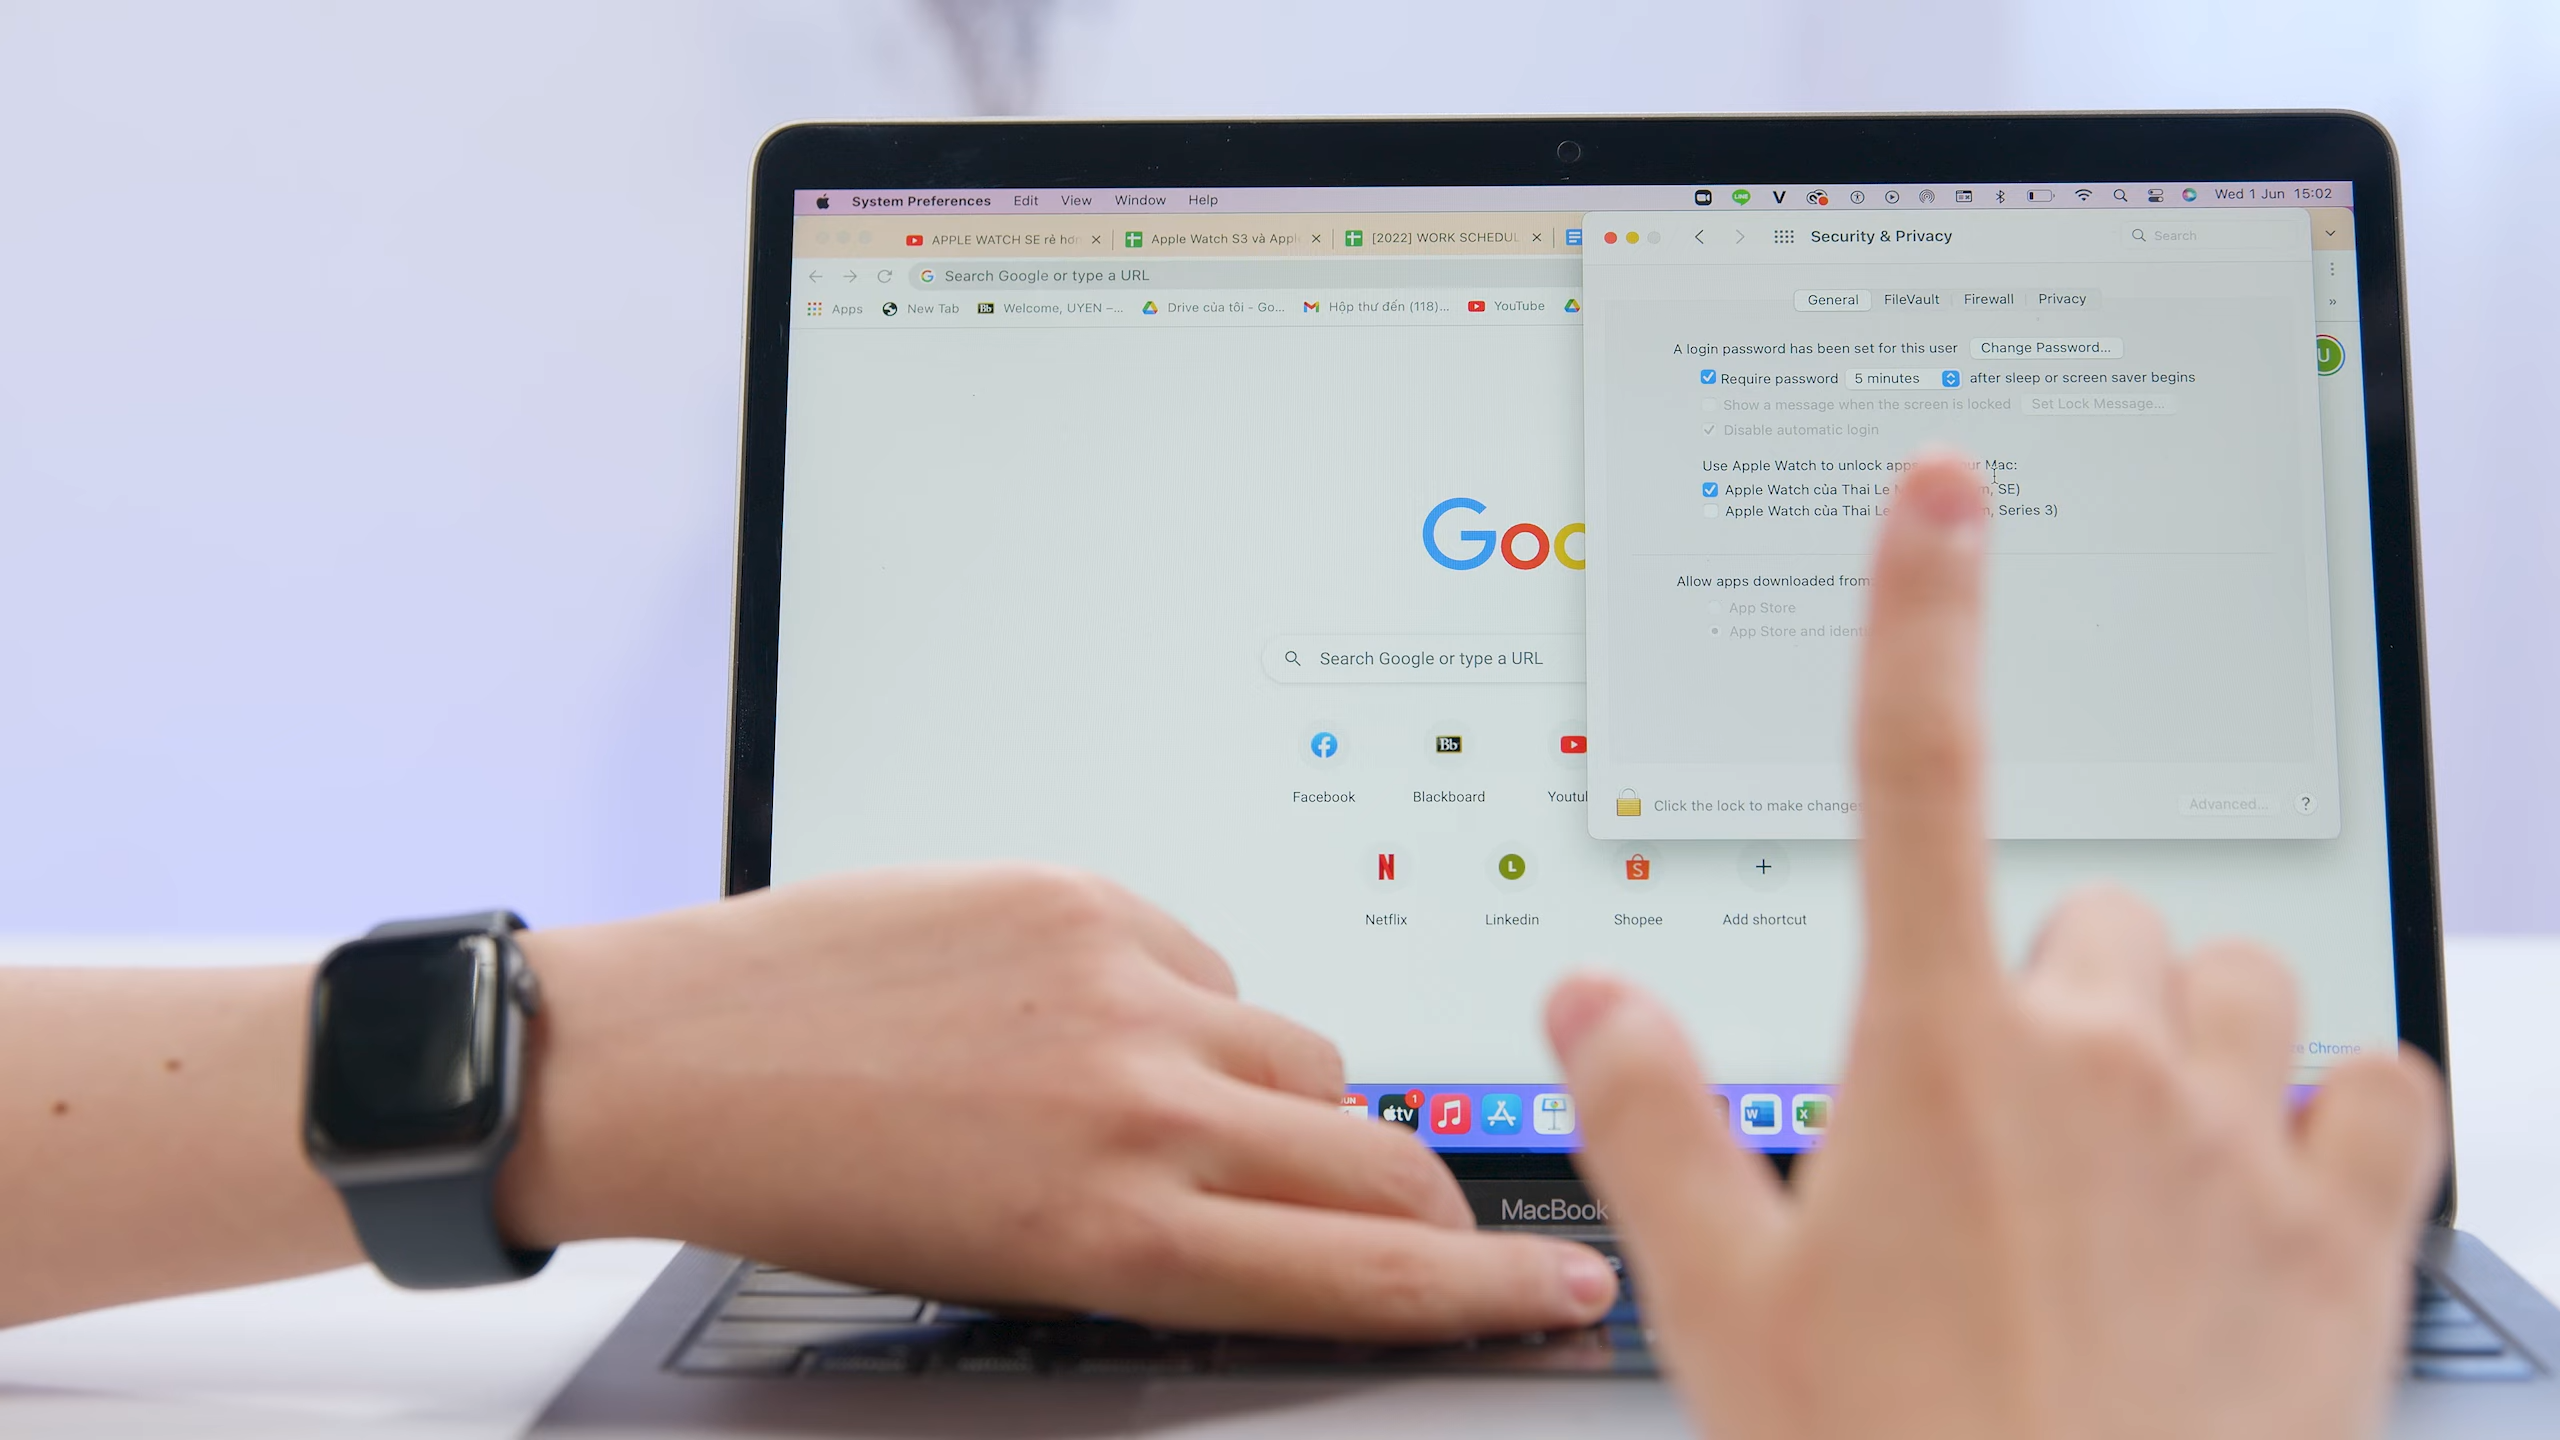 System Preferences Edit View Window Help
Wed 1 Jun 15:02
APPLE WATCH SE rẻ hơn
Apple Watch S3 và Appl
[2022] WORK SCHEDUL
Search Google or type a URL
Apps New Tab Welcome, UYEN –... Drive của tôi - Go... Hộp thư đến (118)... YouTube
U
Goo
Search Google or type a URL
Facebook Bb Blackboard Youtu
Netflix L Linkedin Shopee Add shortcut
Security & Privacy
Search
General FileVault Firewall Privacy
A login password has been set for this user Change Password...
Require password 5 minutes after sleep or screen saver begins
Show a message when the screen is locked Set Lock Message...
Disable automatic login
Use Apple Watch to unlock apps Mac:
Apple Watch của Thai Le SE)
Apple Watch của Thai Le Series 3)
Allow apps downloaded from:
App Store
App Store and ident
Click the lock to make changes
Advanced... ?
Chrome
JUN
tv 1
W X
MacBook